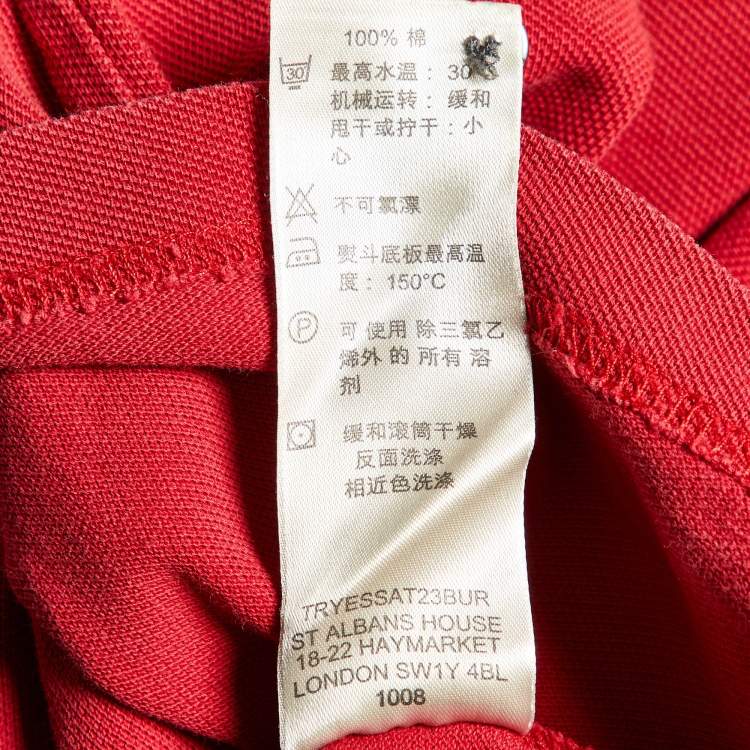 100% 棉
30
最高水温： 30°C
机械运转： 缓和
甩干或拧干：小
心
不可氯漂
熨斗底板最高温
度： 150°C
P
可 使用 除三氯乙
烯外 的 所有 溶
剂
缓和滚筒干燥
反面洗涤
相近色洗涤
TRYESSAT23BUR
ST ALBANS HOUSE
18-22 HAYMARKET
LONDON SW1Y 4BL
1008